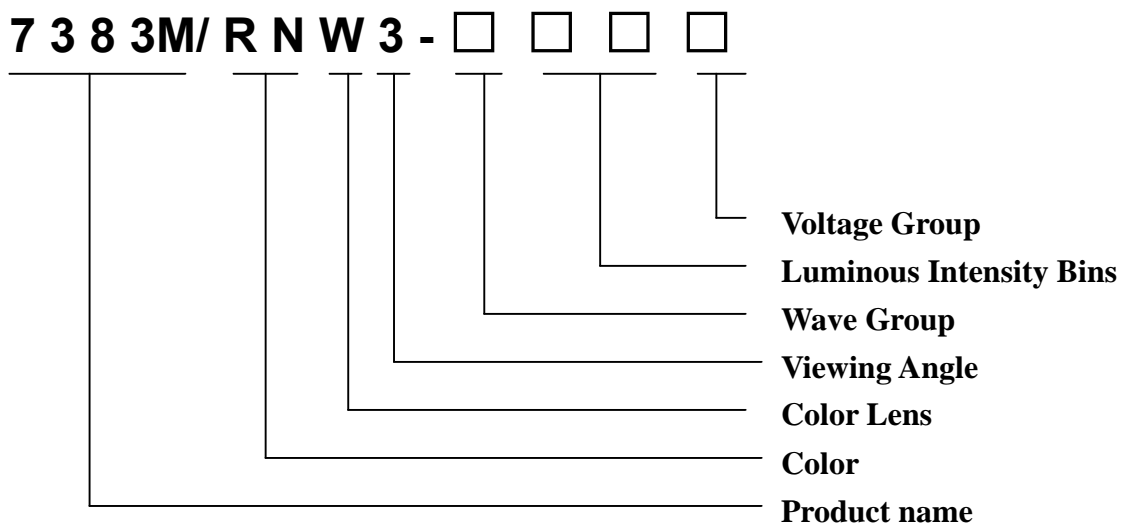 7 3 8 3M/ R N W 3 - □ □ □ □
Voltage Group
Luminous Intensity Bins
Wave Group
Viewing Angle
Color Lens
Color
Product name